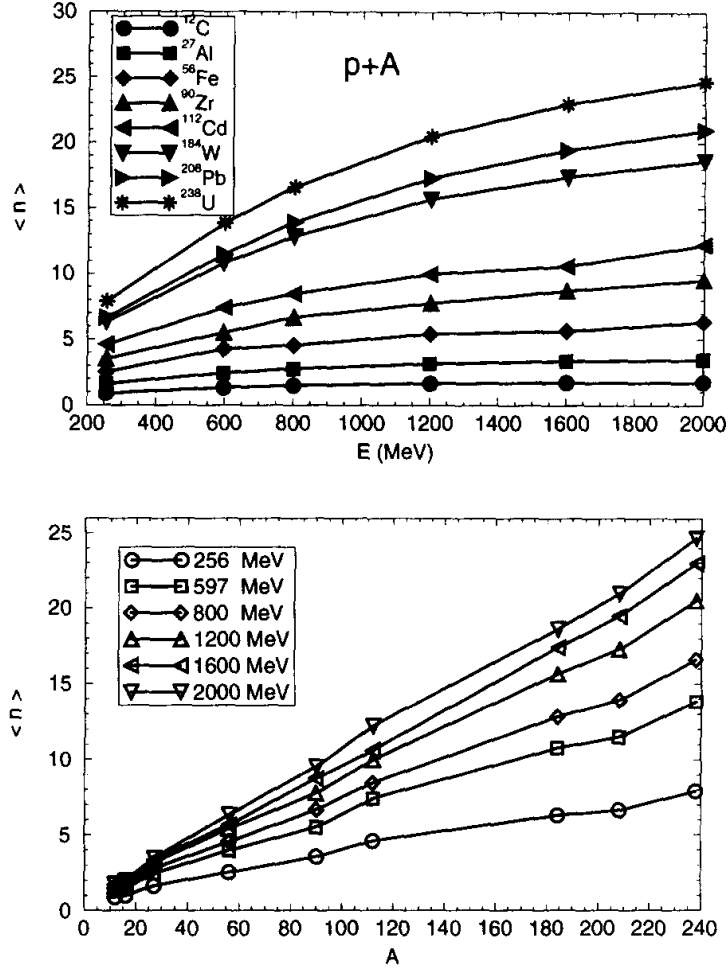 30
25
20
15
10
5
0
< n >
12C
27Al
56Fe
90Zr
112Cd
184W
208Pb
238U
p+A
200 400 600 800 1000 1200 1400 1600 1800 2000
E (MeV)
25
20
15
10
5
0
< n >
256 MeV
597 MeV
800 MeV
1200 MeV
1600 MeV
2000 MeV
0 20 40 60 80 100 120 140 160 180 200 220 240
A